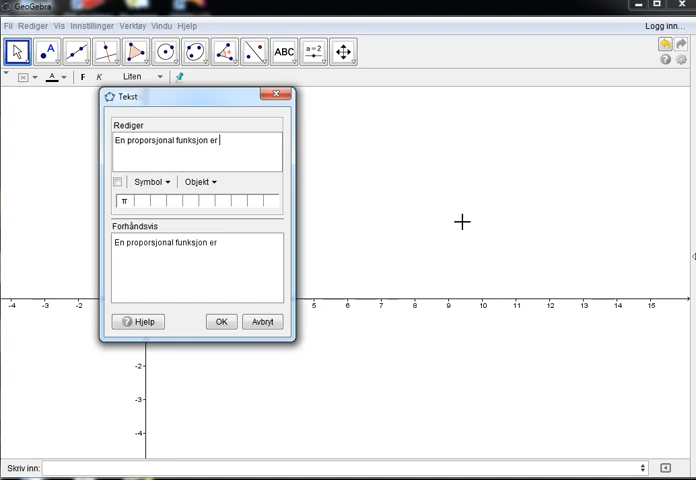 GeoGebra
Fil Rediger Vis Innstillinger Verktøy Vindu Hjelp Logg inn...
ABC a=2
A F K Liten
Tekst
Rediger
En proporsjonal funksjon er
Symbol Objekt
π
Forhåndsvis
En proporsjonal funksjon er
-4 -3 -2 5 6 7 8 9 10 11 12 13 14 15
Hjelp OK Avbryt
-2
-3
-4
Skriv inn: